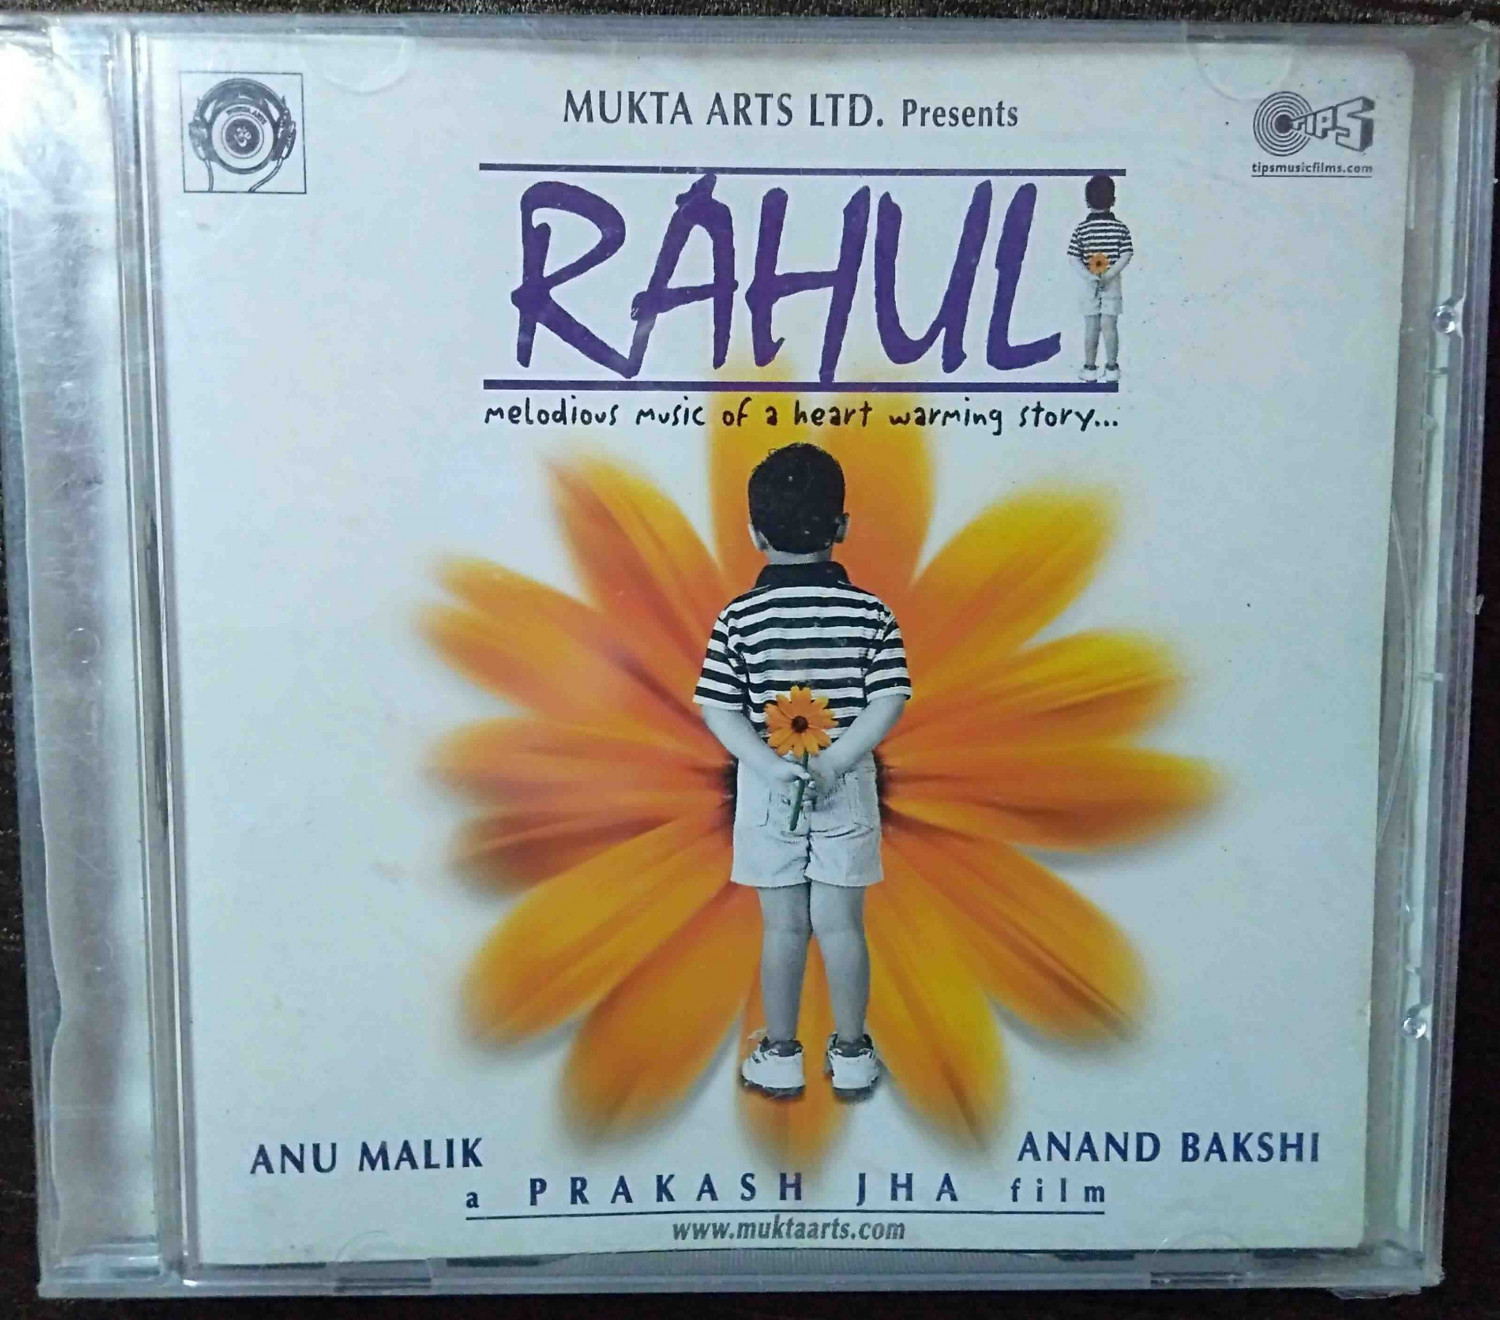 MUKTA ARTS LTD. Presents
TIPS
tipsmusicfilms.com
RAHUL
melodious music of a heart warming story...
ANU MALIK
ANAND BAKSHI
a PRAKASH JHA film
www.muktaarts.com